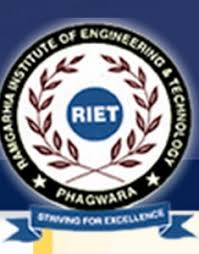 RAMGARHIA INSTITUTE OF ENGINEERING & TECHNOLOGY
RIET
PHAGWARA
STRIVING FOR EXCELLENCE